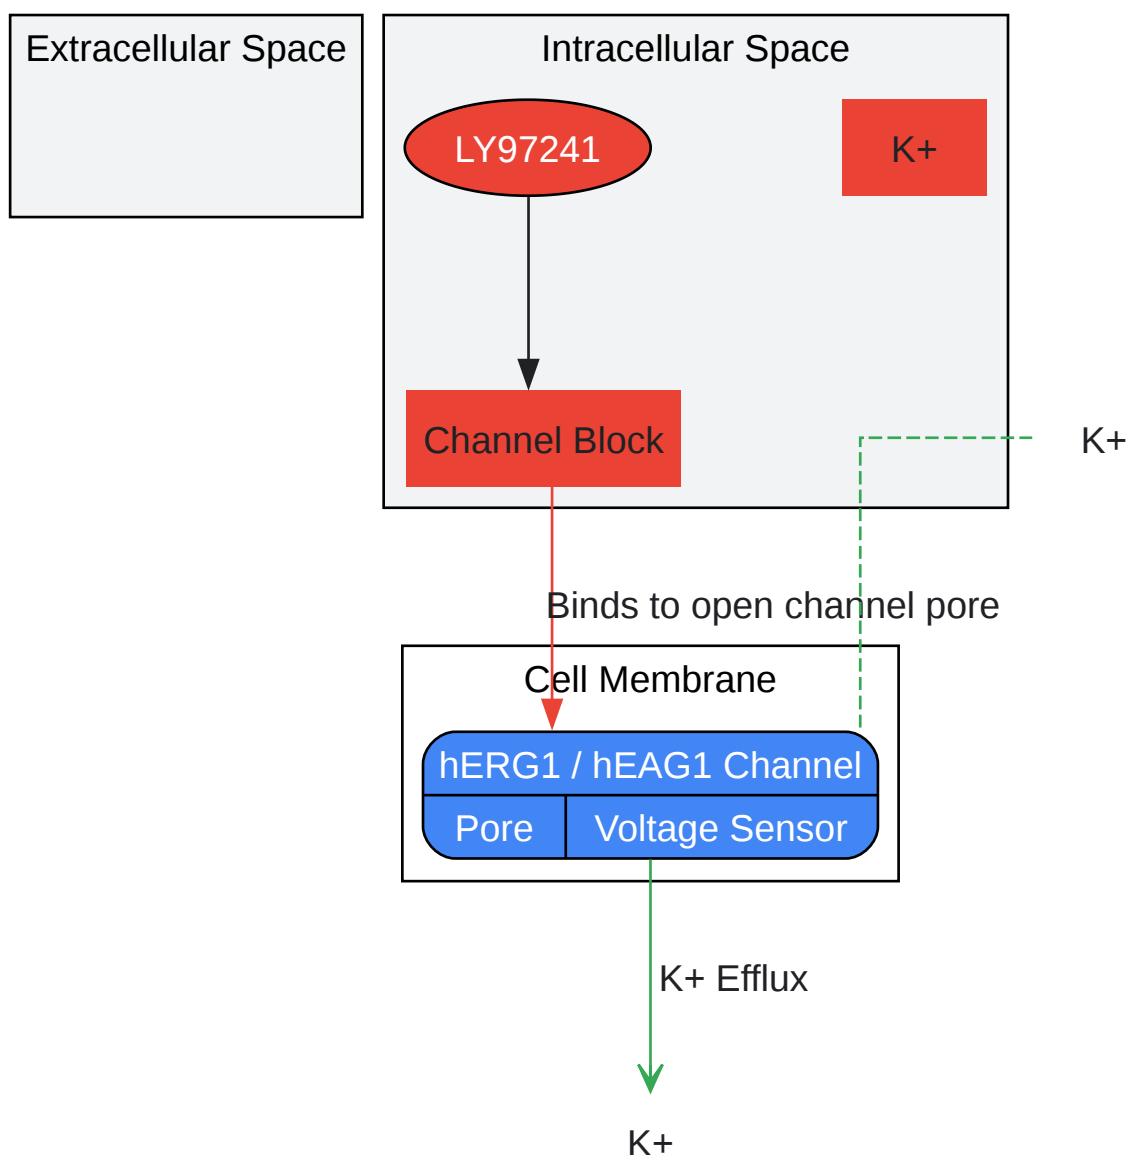 Extracellular Space
Intracellular Space
LY97241
K+
Channel Block
K+
Binds to open channel pore
Cell Membrane
hERG1 / hEAG1 Channel
Pore
Voltage Sensor
K+ Efflux
K+